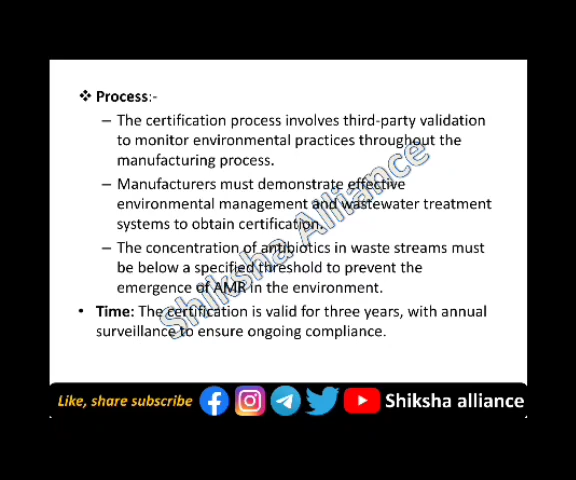 ❖ Process:-
– The certification process involves third-party validation
to monitor environmental practices throughout the
manufacturing process.
– Manufacturers must demonstrate effective
environmental management and wastewater treatment
systems to obtain certification.
– The concentration of antibiotics in waste streams must
be below a specified threshold to prevent the
emergence of AMR in the environment.
• Time: The certification is valid for three years, with annual
surveillance to ensure ongoing compliance.
Shiksha Alliance
Like, share subscribe
Shiksha alliance